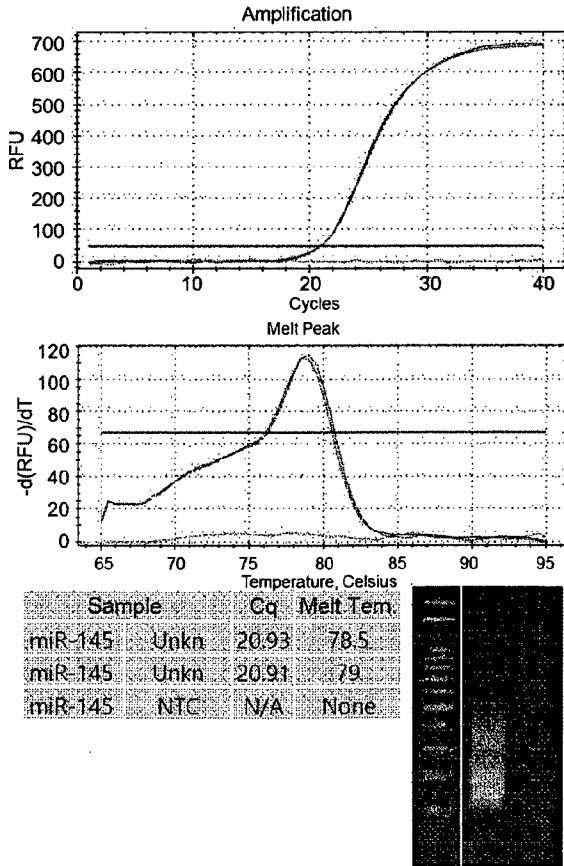 Amplification
700
600
500
400
300
200
100
0
RFU
0 10 20 30 40
Cycles
Melt Peak
120
100
80
60
40
20
0
-d(RFU)/dT
65 70 75 80 85 90 95
Temperature, Celsius
Sample Cq Melt Tem.
miR-145 Unkn 20.93 78.5
miR-145 Unkn 20.91 79
miR-145 NTC N/A None